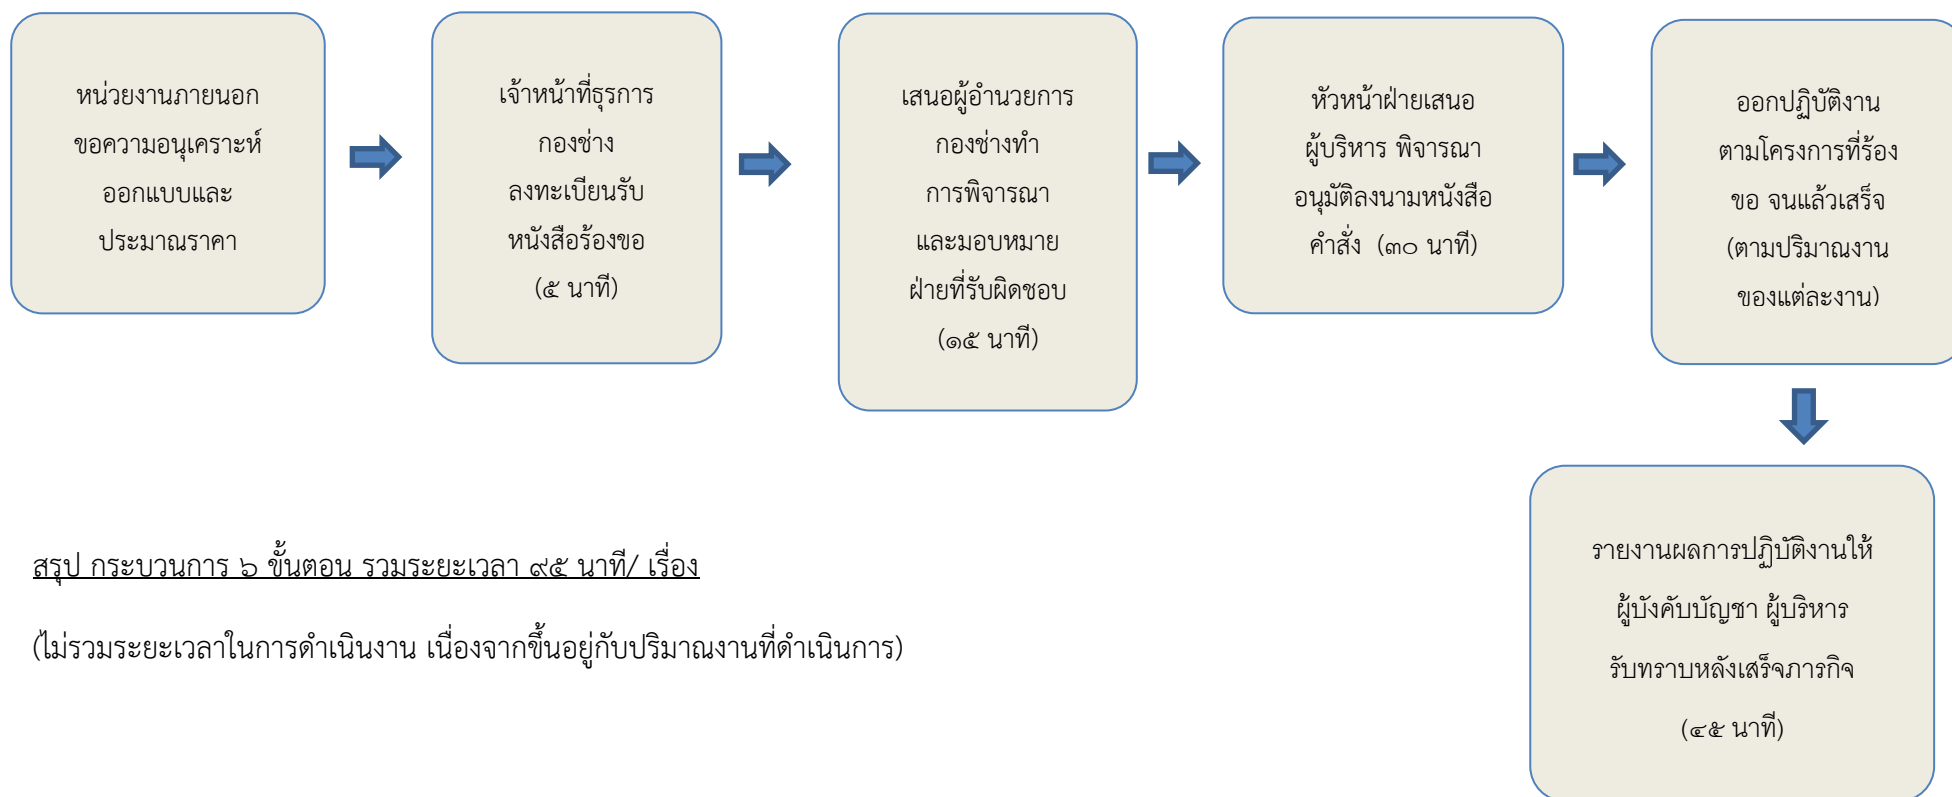 หน่วยงานภายนอก
ขอความอนุเคราะห์
ออกแบบและ
ประมาณราคา
เจ้าหน้าที่ธุรการ
กองช่าง
ลงทะเบียนรับ
หนังสือร้องขอ
(๕ นาที)
เสนอผู้อำนวยการ
กองช่างทำ
การพิจารณา
และมอบหมาย
ฝ่ายที่รับผิดชอบ
(๑๕ นาที)
หัวหน้าฝ่ายเสนอ
ผู้บริหาร พิจารณา
อนุมัติลงนามหนังสือ
คำสั่ง (๓๐ นาที)
ออกปฏิบัติงาน
ตามโครงการที่ร้อง
ขอ จนแล้วเสร็จ
(ตามปริมาณงาน
ของแต่ละงาน)
รายงานผลการปฏิบัติงานให้
ผู้บังคับบัญชา ผู้บริหาร
รับทราบหลังเสร็จภารกิจ
(๔๕ นาที)
สรุป กระบวนการ ๖ ขั้นตอน รวมระยะเวลา ๙๕ นาที/ เรื่อง
(ไม่รวมระยะเวลาในการดำเนินงาน เนื่องจากขึ้นอยู่กับปริมาณงานที่ดำเนินการ)